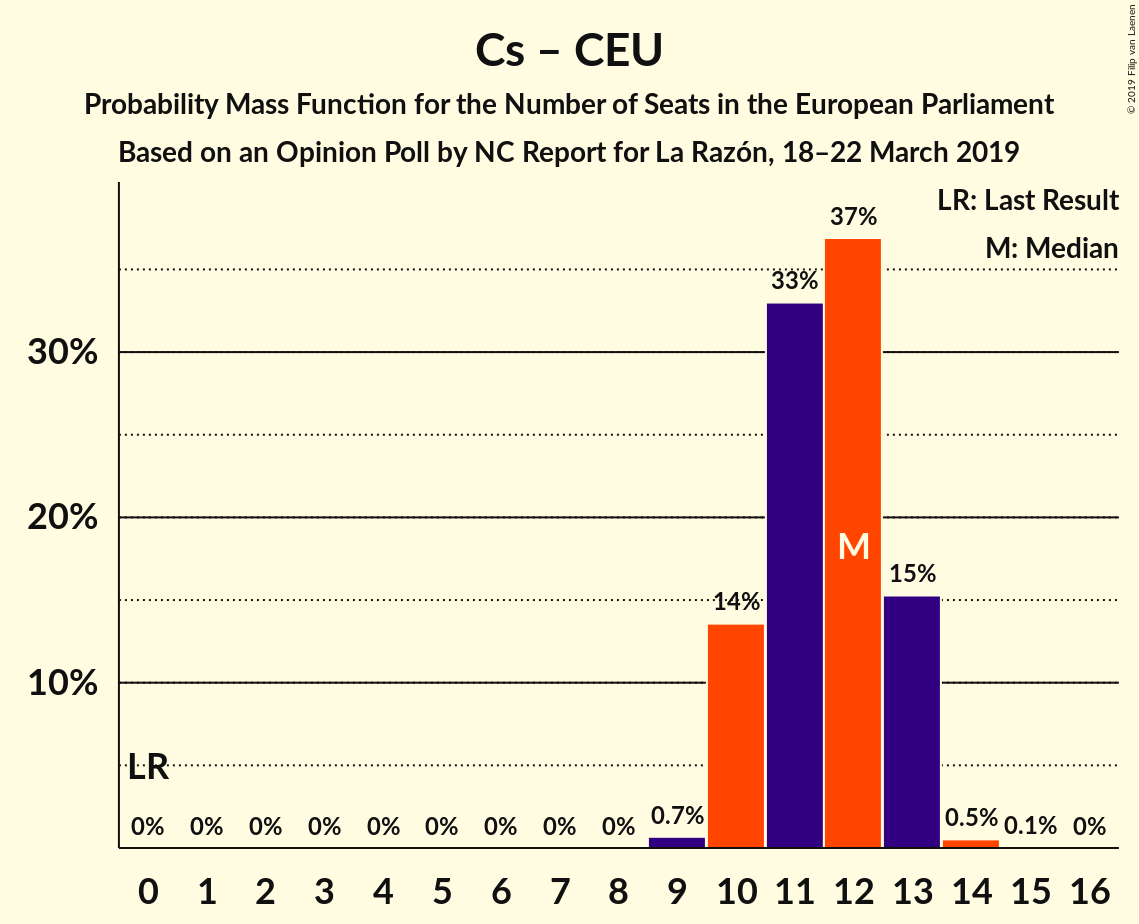 Cs – CEU
Probability Mass Function for the Number of Seats in the European Parliament
Based on an Opinion Poll by NC Report for La Razón, 18–22 March 2019
© 2019 Filip van Laenen
LR: Last Result
M: Median
37%
33%
30%
20%
M
15%
14%
10%
LR
0% 0% 0% 0% 0% 0% 0% 0% 0% 0.7% 0.5% 0.1% 0%
0 1 2 3 4 5 6 7 8 9 10 11 12 13 14 15 16